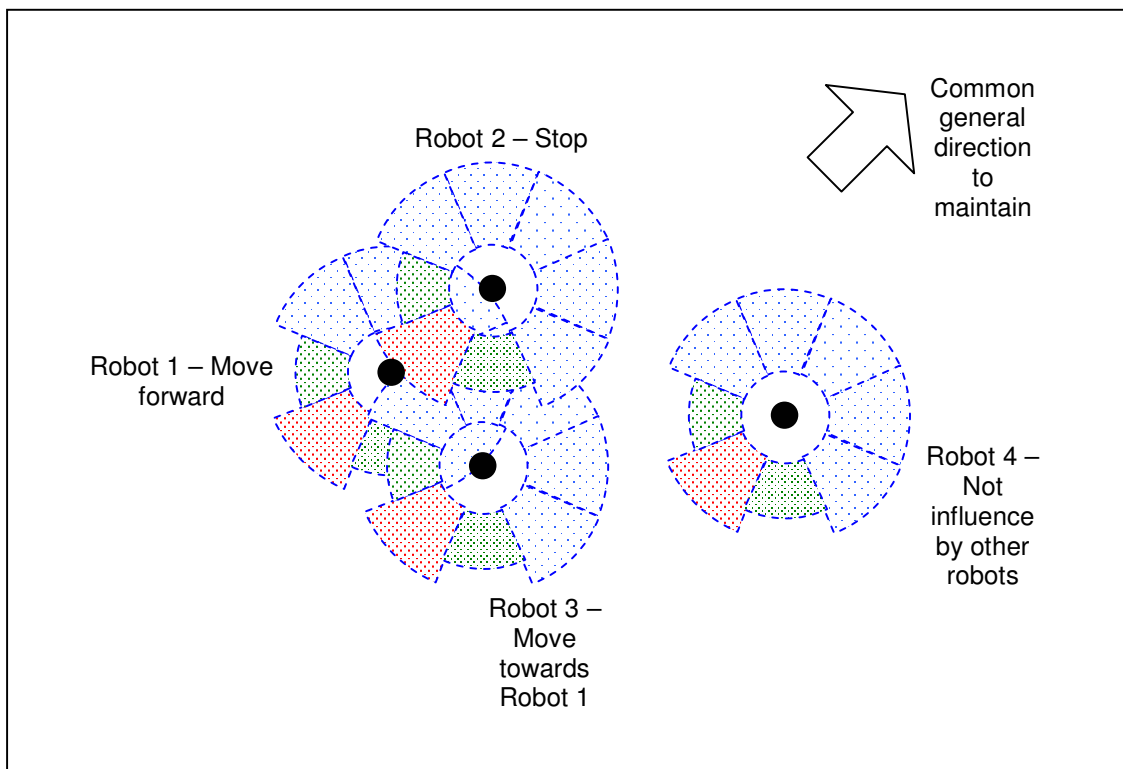 Common
general
direction
to
maintain
Robot 2 – Stop
Robot 1 – Move
forward
Robot 4 –
Not
influence
by other
robots
Robot 3 –
Move
towards
Robot 1